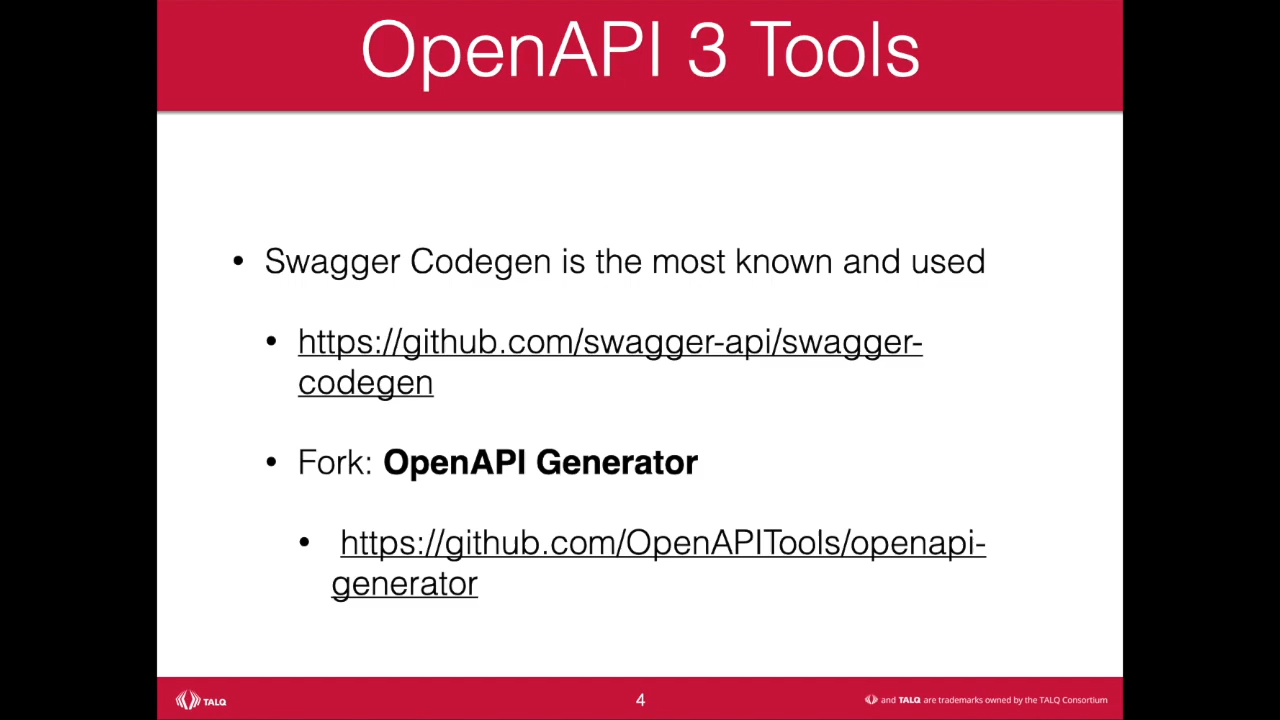 OpenAPI 3 Tools
• Swagger Codegen is the most known and used
• https://github.com/swagger-api/swagger-
codegen
• Fork: OpenAPI Generator
• https://github.com/OpenAPITools/openapi-
generator
TALQ
4
and TALQ are trademarks owned by the TALQ Consortium